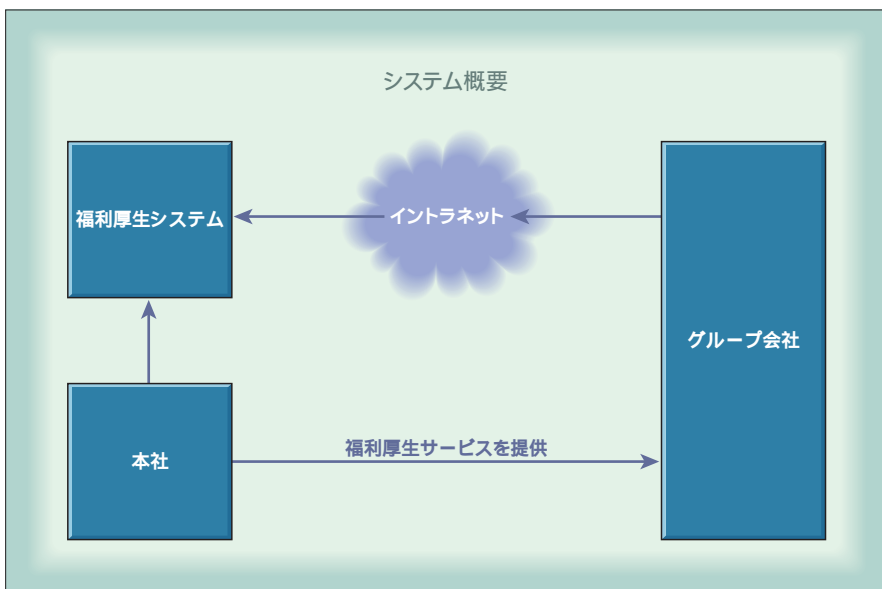 システム概要
福利厚生システム
イントラネット
グループ会社
本社
福利厚生サービスを提供